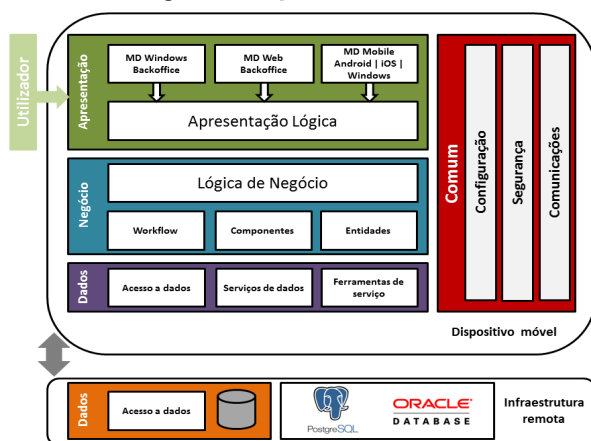 Utilizador
Apresentação
MD Windows
Backoffice
MD Web
Backoffice
MD Mobile
Android | iOS |
Windows
Apresentação Lógica
Negócio
Lógica de Negócio
Workflow
Componentes
Entidades
Dados
Acesso a dados
Serviços de dados
Ferramentas de
serviço
Comum
Configuração
Segurança
Comunicações
Dispositivo móvel
Dados
Acesso a dados
PostgreSQL
ORACLE
DATABASE
Infraestrutura
remota